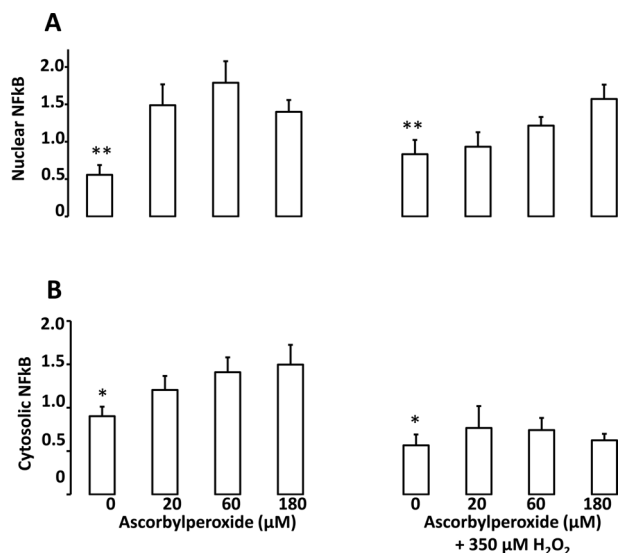 A
Nuclear NFkB
2.0
1.5
1.0
0.5
0
**
**
B
Cytosolic NFkB
2.0
1.5
1.0
0.5
0
*
*
0 20 60 180 0 20 60 180
Ascorbylperoxide (µM) Ascorbylperoxide (µM)
+ 350 µM H₂O₂